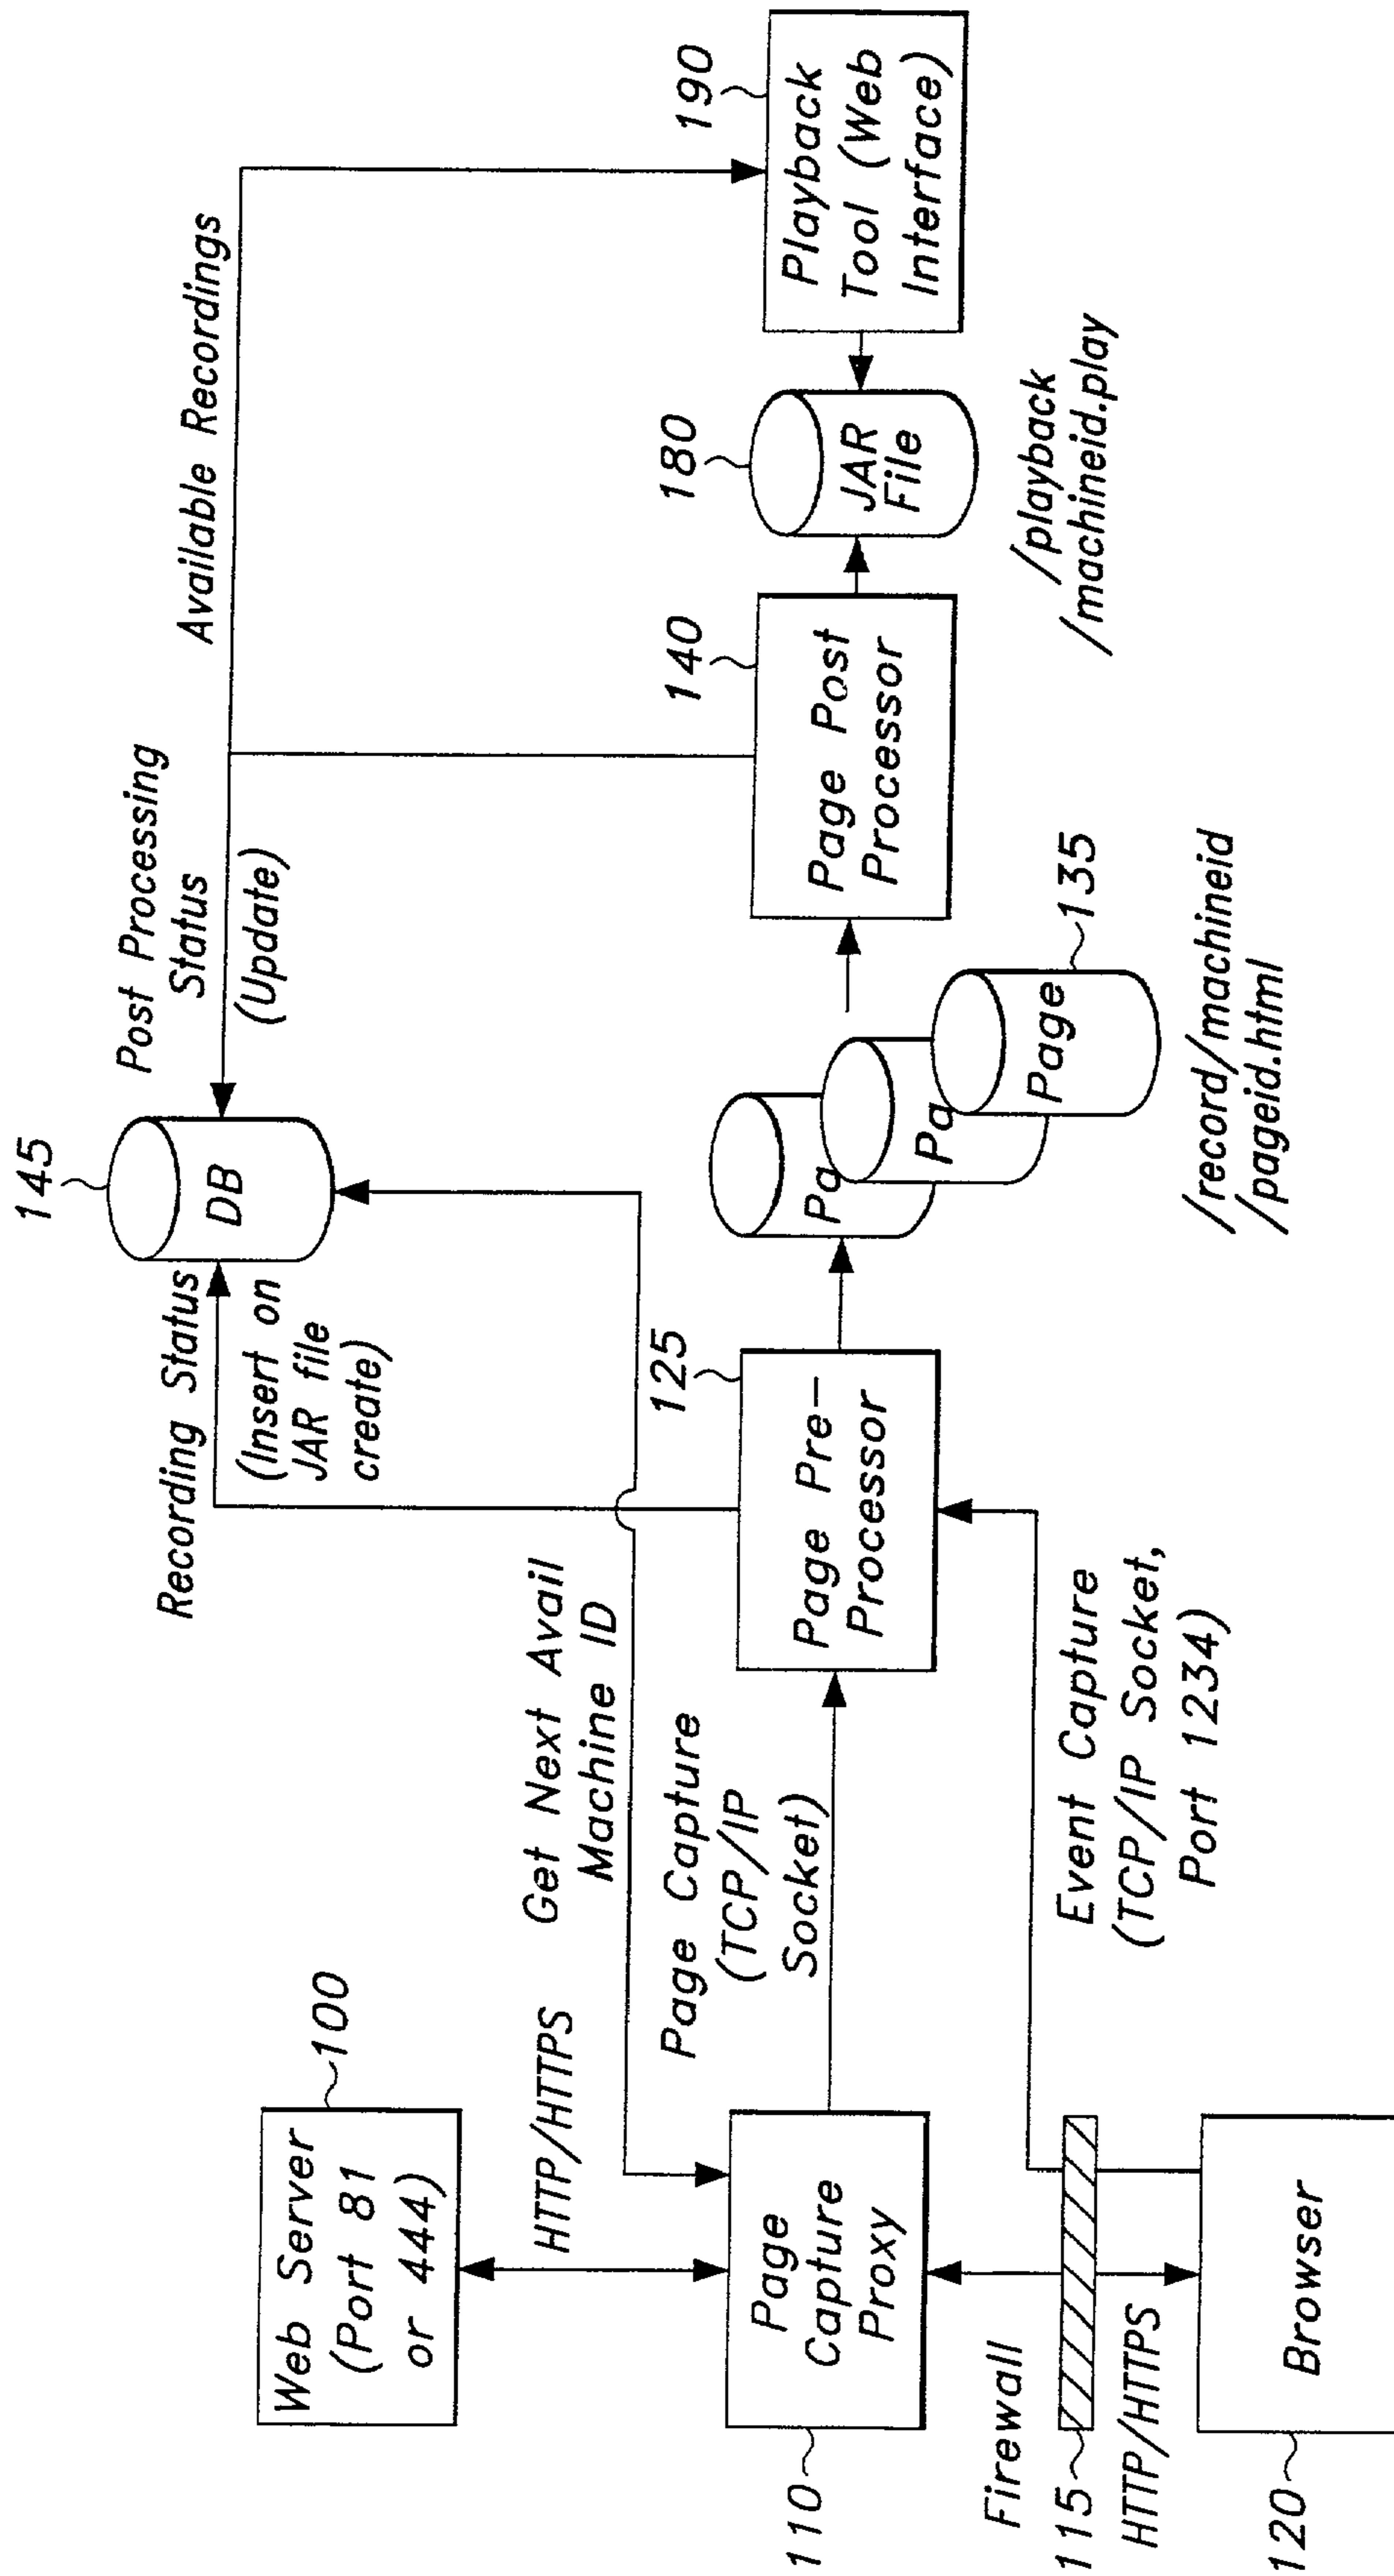 145
DB
Recording Status
(Insert on
JAR file
create)
Post Processing
Status
(Update)
Available Recordings
Web Server
(Port 81
or 444)
100
HTTP/HTTPS
Get Next Avail
Machine ID
Page Capture
(TCP/IP
Socket)
Page
Capture
Proxy
110
125
Page Pre-
Processor
Pa
Pa
Page
135
/record/machineid
/pageid.html
140
Page Post
Processor
180
JAR
File
/playback
/machineid.play
190
Playback
Tool (Web
Interface)
Event Capture
(TCP/IP Socket,
Port 1234)
Firewall
115
HTTP/HTTPS
120
Browser